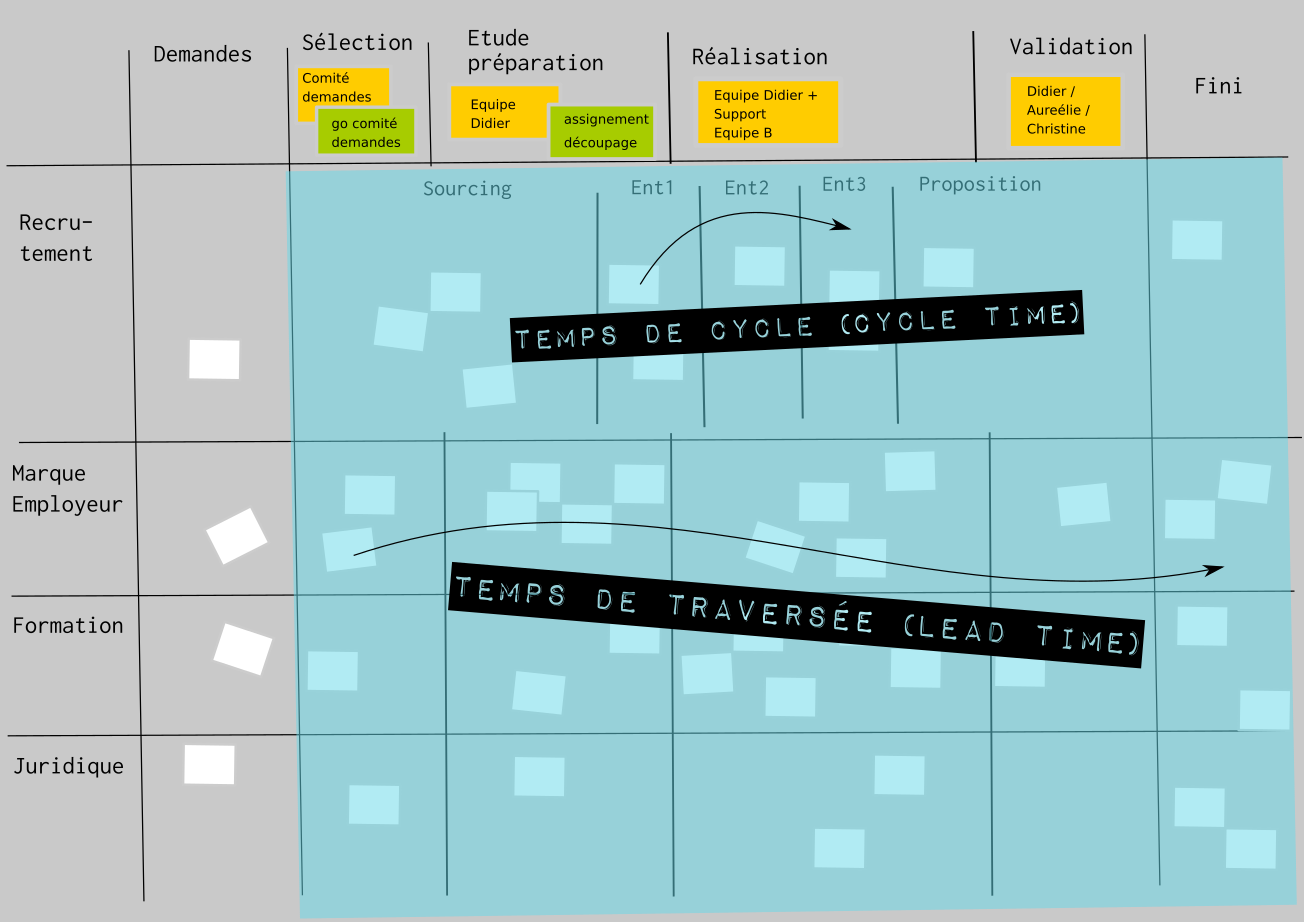 Demandes
Sélection
Etude
préparation
Réalisation
Validation
Fini
Comité
demandes
go comité
demandes
Equipe
Didier
assignement
découpage
Equipe Didier +
Support
Equipe B
Didier /
Aureélie /
Christine
Recru-
tement
Sourcing
Ent1
Ent2
Ent3
Proposition
TEMPS DE CYCLE (CYCLE TIME)
Marque
Employeur
TEMPS DE TRAVERSÉE (LEAD TIME)
Formation
Juridique